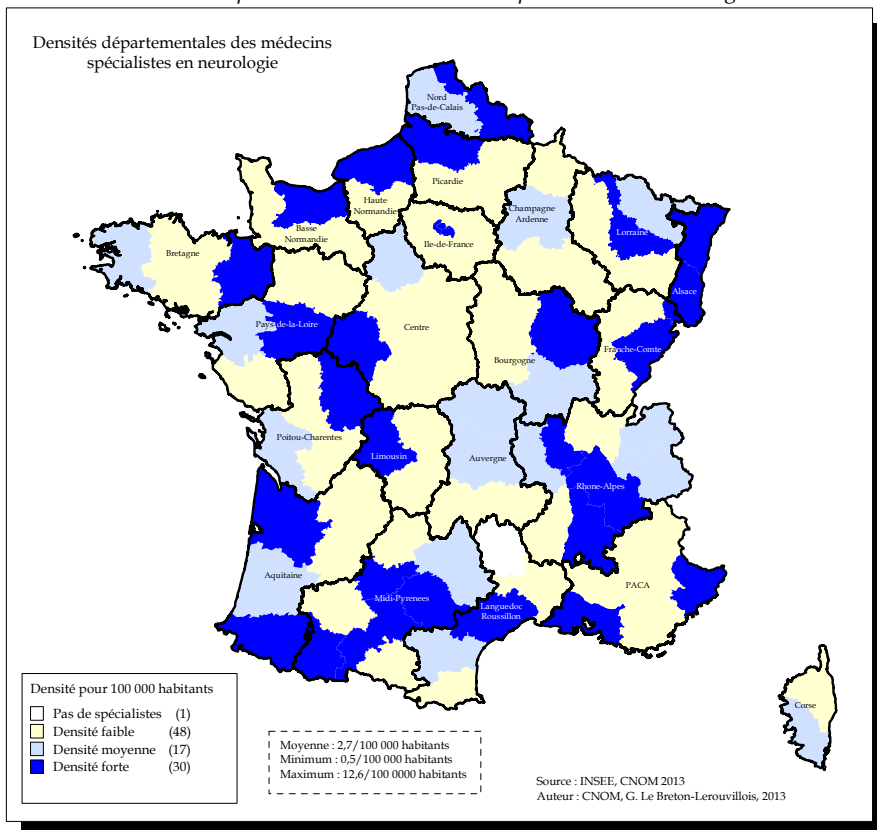 Densités départementales des médecins
spécialistes en neurologie
Nord
Pas-de-Calais
Picardie
Haute
Normandie
Basse
Normandie
Ile-de-France
Champagne
Ardenne
Lorraine
Alsace
Bretagne
Pays-de-la-Loire
Centre
Bourgogne
Franche-Comte
Poitou-Charentes
Limousin
Auvergne
Rhone-Alpes
Aquitaine
Midi-Pyrenees
Languedoc
Roussillon
PACA
Corse
Densité pour 100 000 habitants
Pas de spécialistes (1)
Densité faible (48)
Densité moyenne (17)
Densité forte (30)
Moyenne : 2,7/100 000 habitants
Minimum : 0,5/100 000 habitants
Maximum : 12,6/100 0000 habitants
Source : INSEE, CNOM 2013
Auteur : CNOM, G. Le Breton-Lerouvillois, 2013